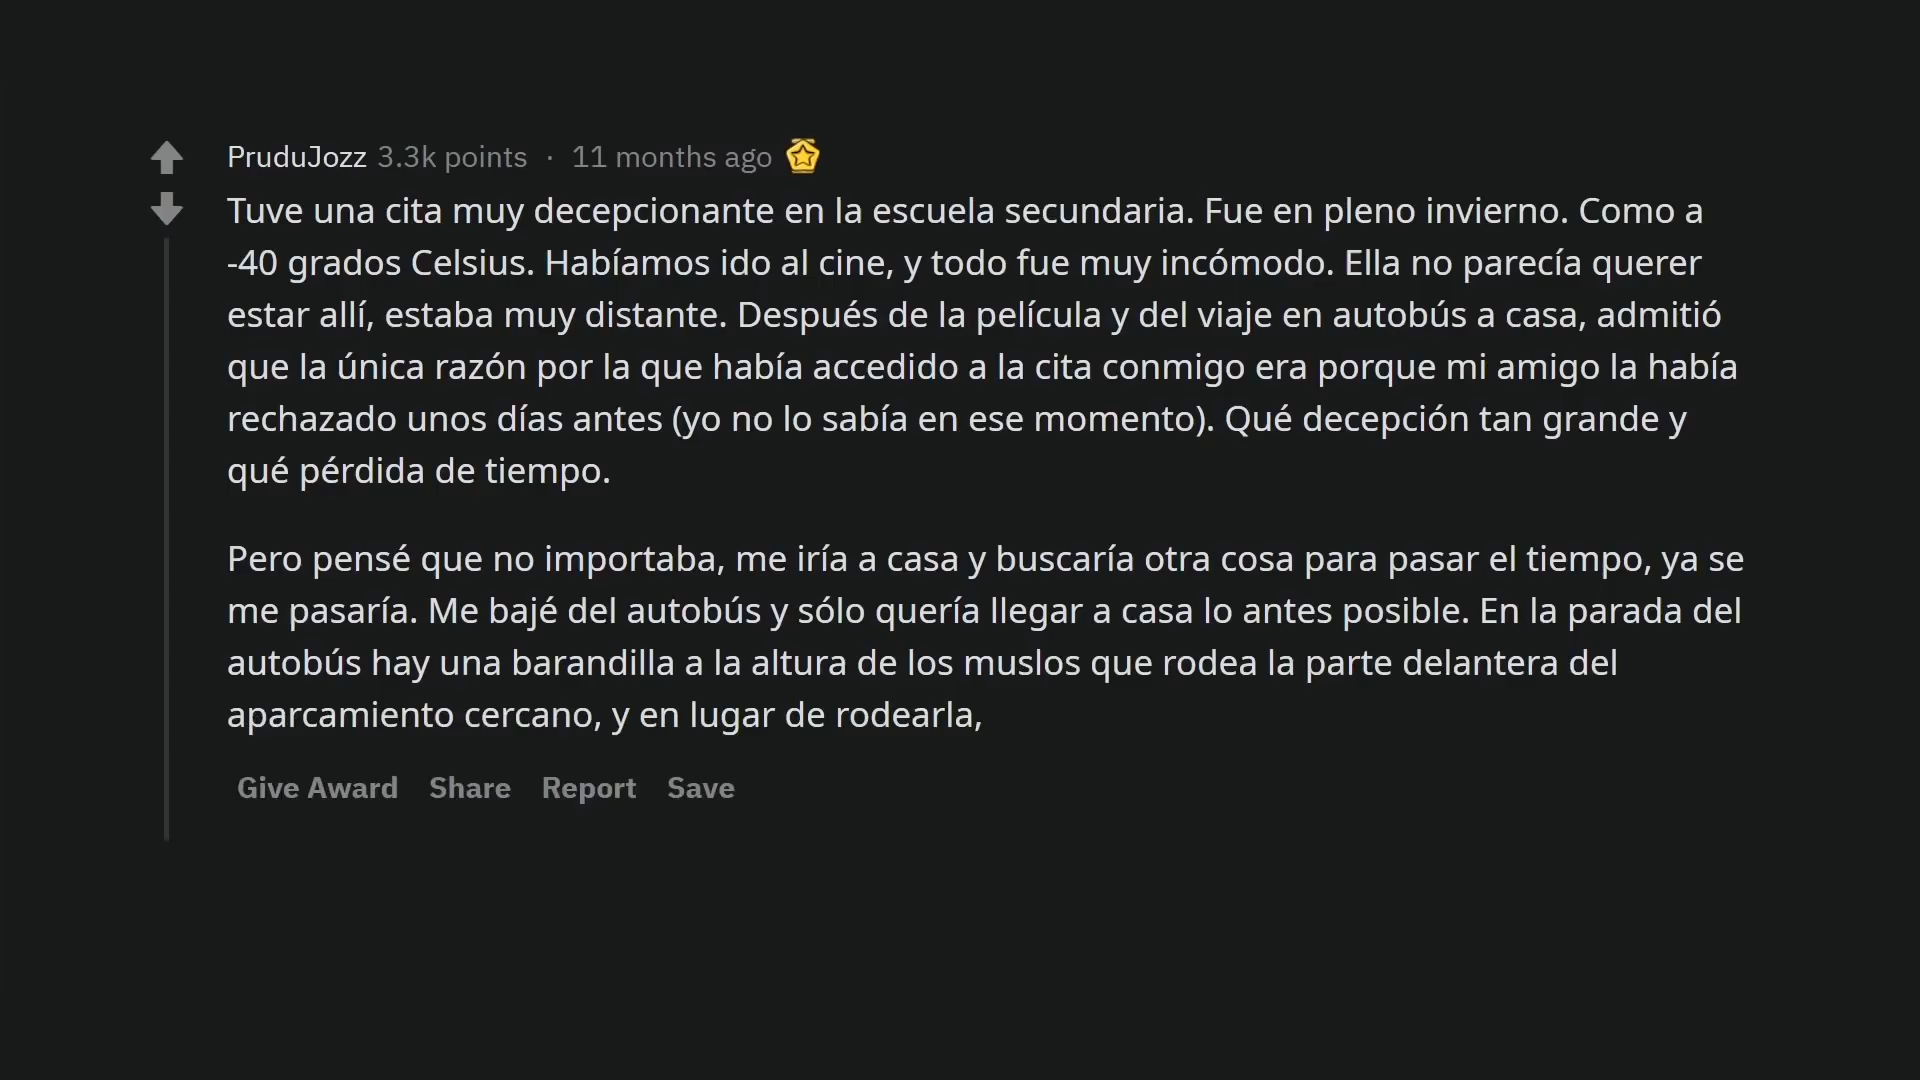 PruduJozz 3.3k points · 11 months ago
Tuve una cita muy decepcionante en la escuela secundaria. Fue en pleno invierno. Como a
-40 grados Celsius. Habíamos ido al cine, y todo fue muy incómodo. Ella no parecía querer
estar allí, estaba muy distante. Después de la película y del viaje en autobús a casa, admitió
que la única razón por la que había accedido a la cita conmigo era porque mi amigo la había
rechazado unos días antes (yo no lo sabía en ese momento). Qué decepción tan grande y
qué pérdida de tiempo.
Pero pensé que no importaba, me iría a casa y buscaría otra cosa para pasar el tiempo, ya se
me pasaría. Me bajé del autobús y sólo quería llegar a casa lo antes posible. En la parada del
autobús hay una barandilla a la altura de los muslos que rodea la parte delantera del
aparcamiento cercano, y en lugar de rodearla,
Give Award Share Report Save